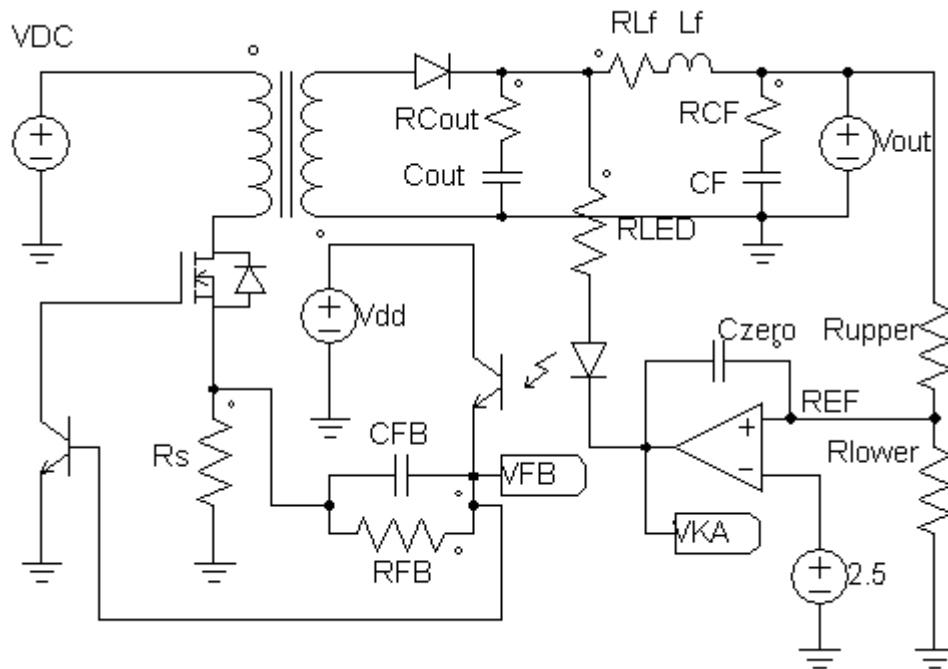 VDC
RLf Lf
RCout
Cout
RCF
CF
Vout
RLED
Vdd
Czero
Rupper
REF
Rlower
Rs
CFB
VFB
RFB
VKA
2.5